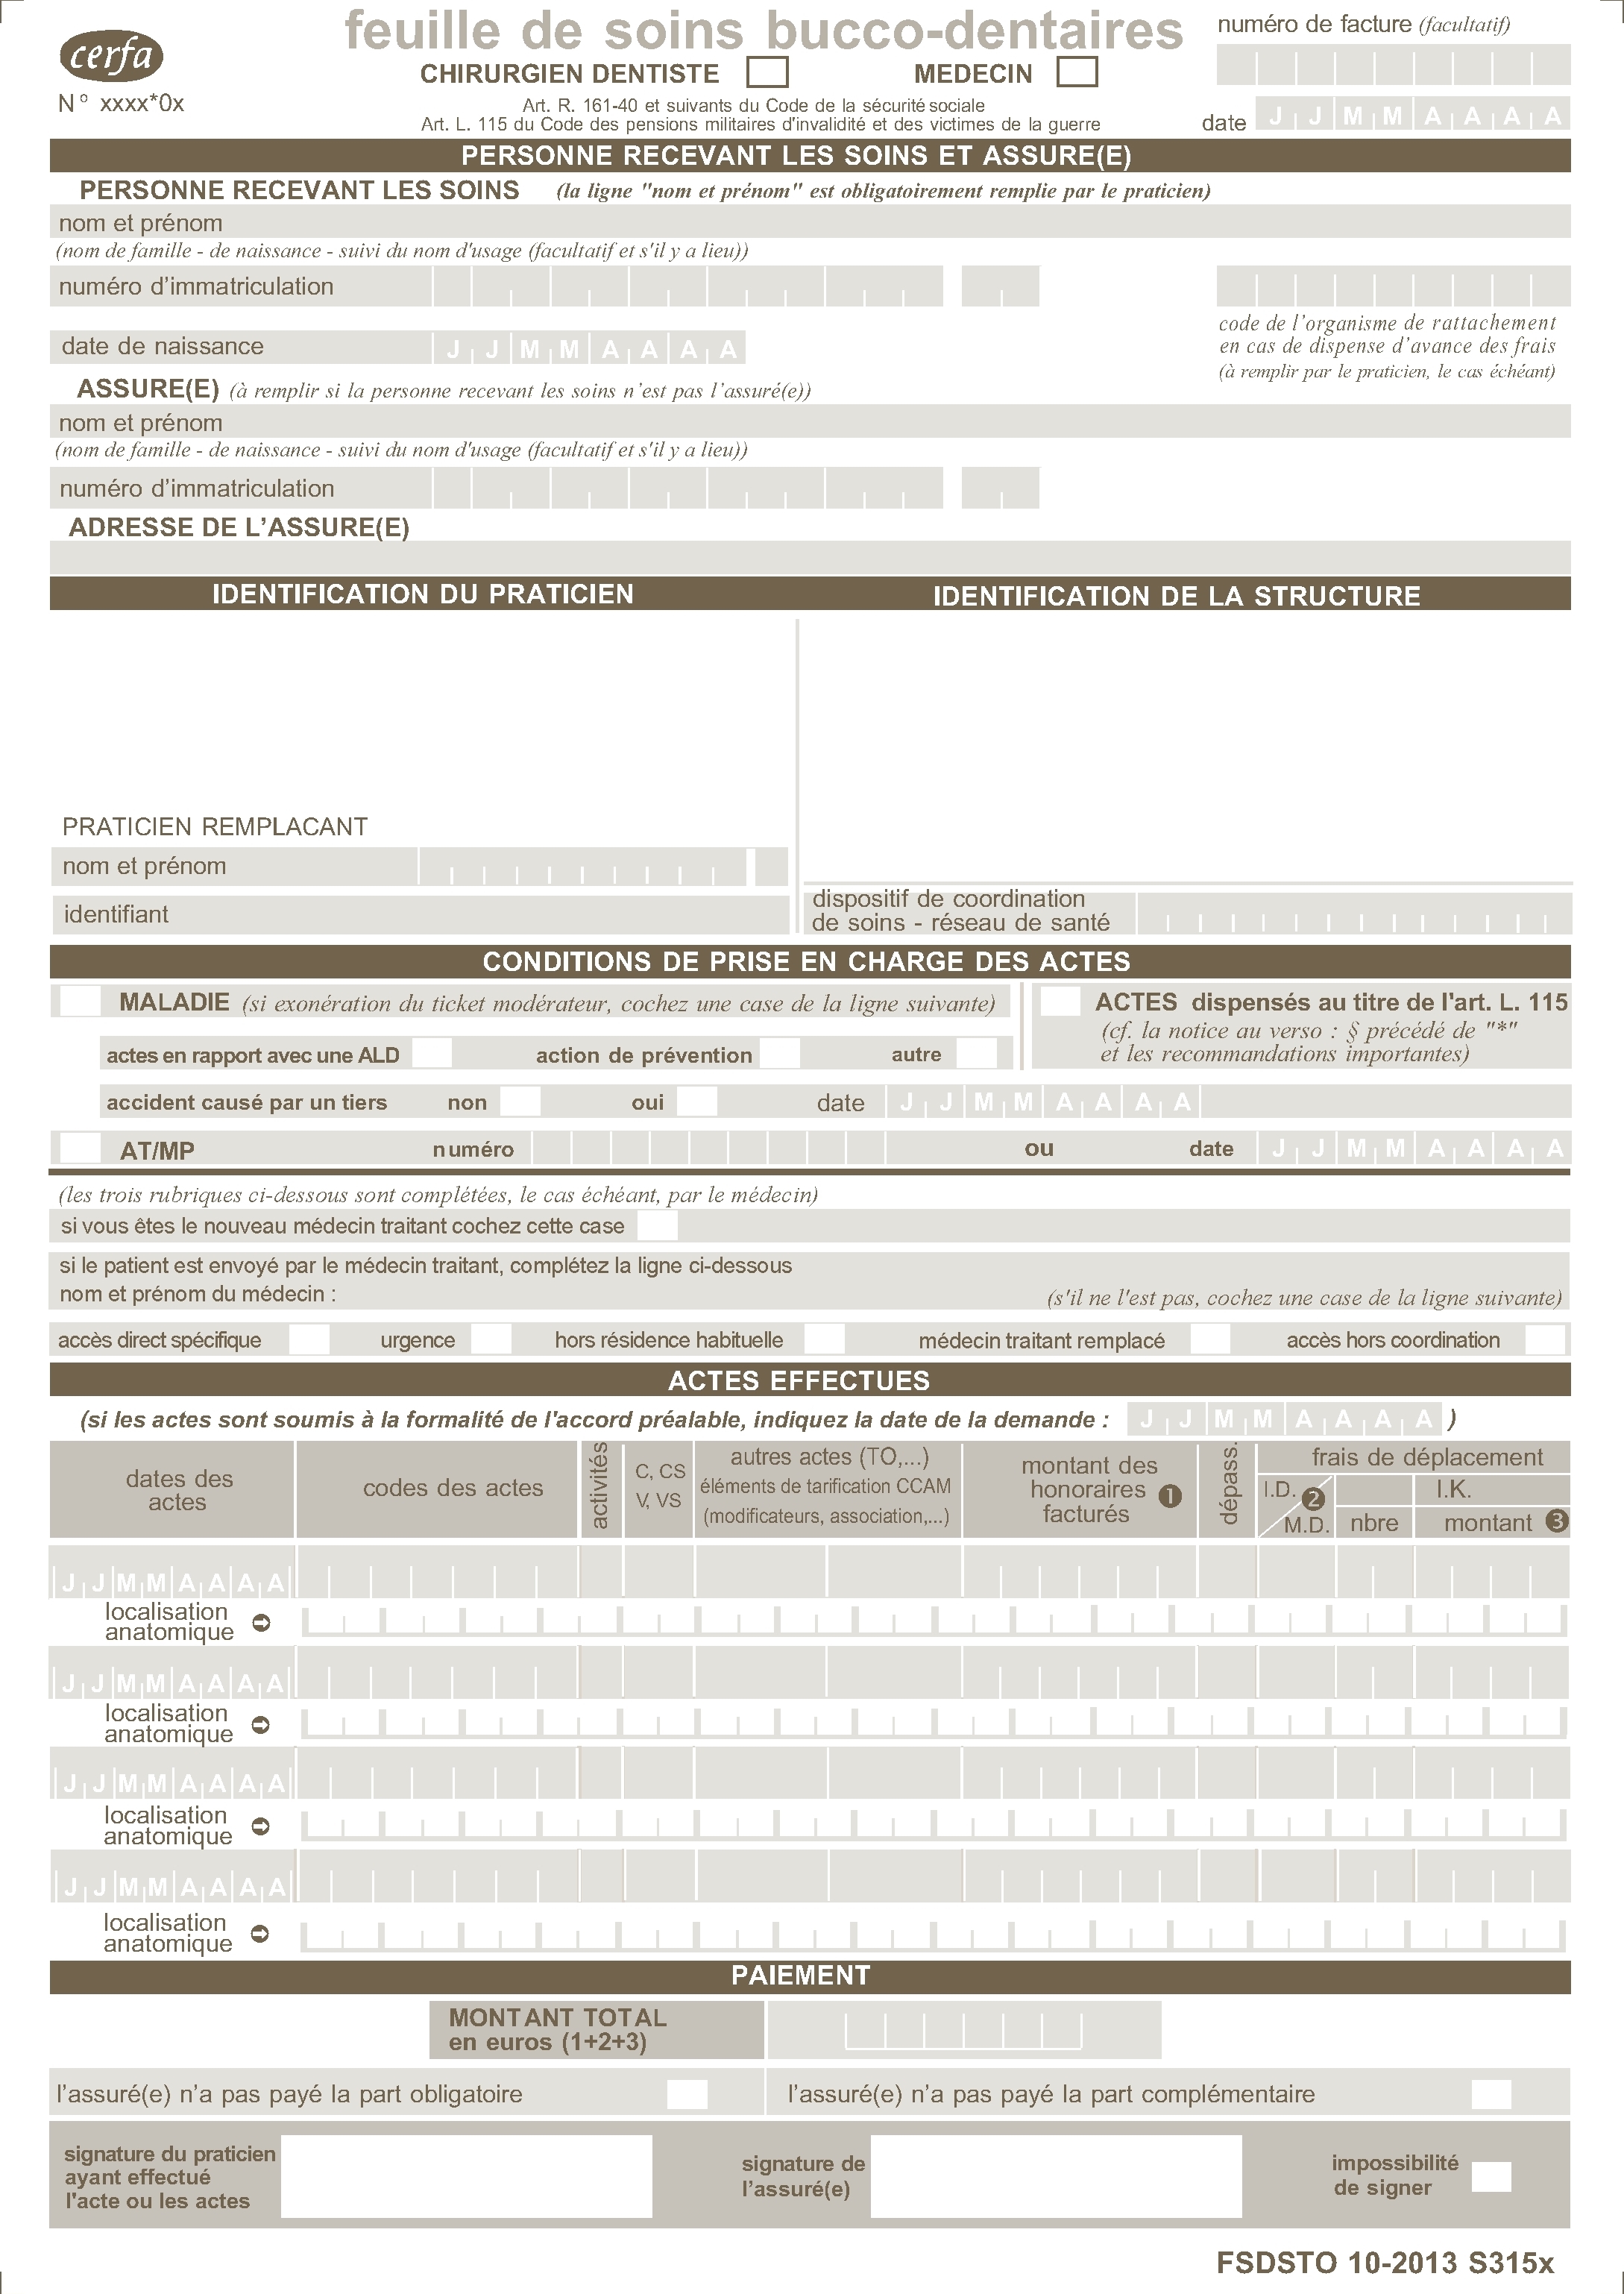 feuille de soins bucco-dentaires
numéro de facture (facultatif)
cerfa
CHIRURGIEN DENTISTE MEDECIN
N° xxxx*0x
Art. R. 161-40 et suivants du Code de la sécurité sociale
Art. L. 115 du Code des pensions militaires d'invalidité et des victimes de la guerre
date J J M M A A A A
PERSONNE RECEVANT LES SOINS ET ASSURE(E)
PERSONNE RECEVANT LES SOINS (la ligne "nom et prénom" est obligatoirement remplie par le praticien)
nom et prénom
(nom de famille - de naissance - suivi du nom d'usage (facultatif et s'il y a lieu))
numéro d’immatriculation
code de l’organisme de rattachement
en cas de dispense d’avance des frais
(à remplir par le praticien, le cas échéant)
date de naissance J J M M A A A A
ASSURE(E) (à remplir si la personne recevant les soins n’est pas l’assuré(e))
nom et prénom
(nom de famille - de naissance - suivi du nom d'usage (facultatif et s'il y a lieu))
numéro d’immatriculation
ADRESSE DE L’ASSURE(E)
IDENTIFICATION DU PRATICIEN
IDENTIFICATION DE LA STRUCTURE
PRATICIEN REMPLACANT
nom et prénom
identifiant
dispositif de coordination
de soins - réseau de santé
CONDITIONS DE PRISE EN CHARGE DES ACTES
MALADIE (si exonération du ticket modérateur, cochez une case de la ligne suivante)
ACTES dispensés au titre de l'art. L. 115
(cf. la notice au verso : § précédé de "*"
et les recommandations importantes)
actes en rapport avec une ALD action de prévention autre
accident causé par un tiers non oui date J J M M A A A A
AT/MP numéro ou date J J M M A A A A
(les trois rubriques ci-dessous sont complétées, le cas échéant, par le médecin)
si vous êtes le nouveau médecin traitant cochez cette case
si le patient est envoyé par le médecin traitant, complétez la ligne ci-dessous
nom et prénom du médecin : (s'il ne l'est pas, cochez une case de la ligne suivante)
accès direct spécifique urgence hors résidence habituelle médecin traitant remplacé accès hors coordination
ACTES EFFECTUES
(si les actes sont soumis à la formalité de l'accord préalable, indiquez la date de la demande : J J M M A A A A )
dates des
actes
codes des actes
activités
C, CS
V, VS
autres actes (TO,...)
éléments de tarification CCAM
(modificateurs, association,...)
montant des
honoraires ❶
facturés
dépass.
frais de déplacement
I.D. ❷
M.D.
I.K.
nbre
montant ❸
J J M M A A A A
localisation
anatomique ➲
J J M M A A A A
localisation
anatomique ➲
J J M M A A A A
localisation
anatomique ➲
J J M M A A A A
localisation
anatomique ➲
PAIEMENT
MONTANT TOTAL
en euros (1+2+3)
l’assuré(e) n’a pas payé la part obligatoire
l’assuré(e) n’a pas payé la part complémentaire
signature du praticien
ayant effectué
l'acte ou les actes
signature de
l’assuré(e)
impossibilité
de signer
FSDSTO 10-2013 S315x